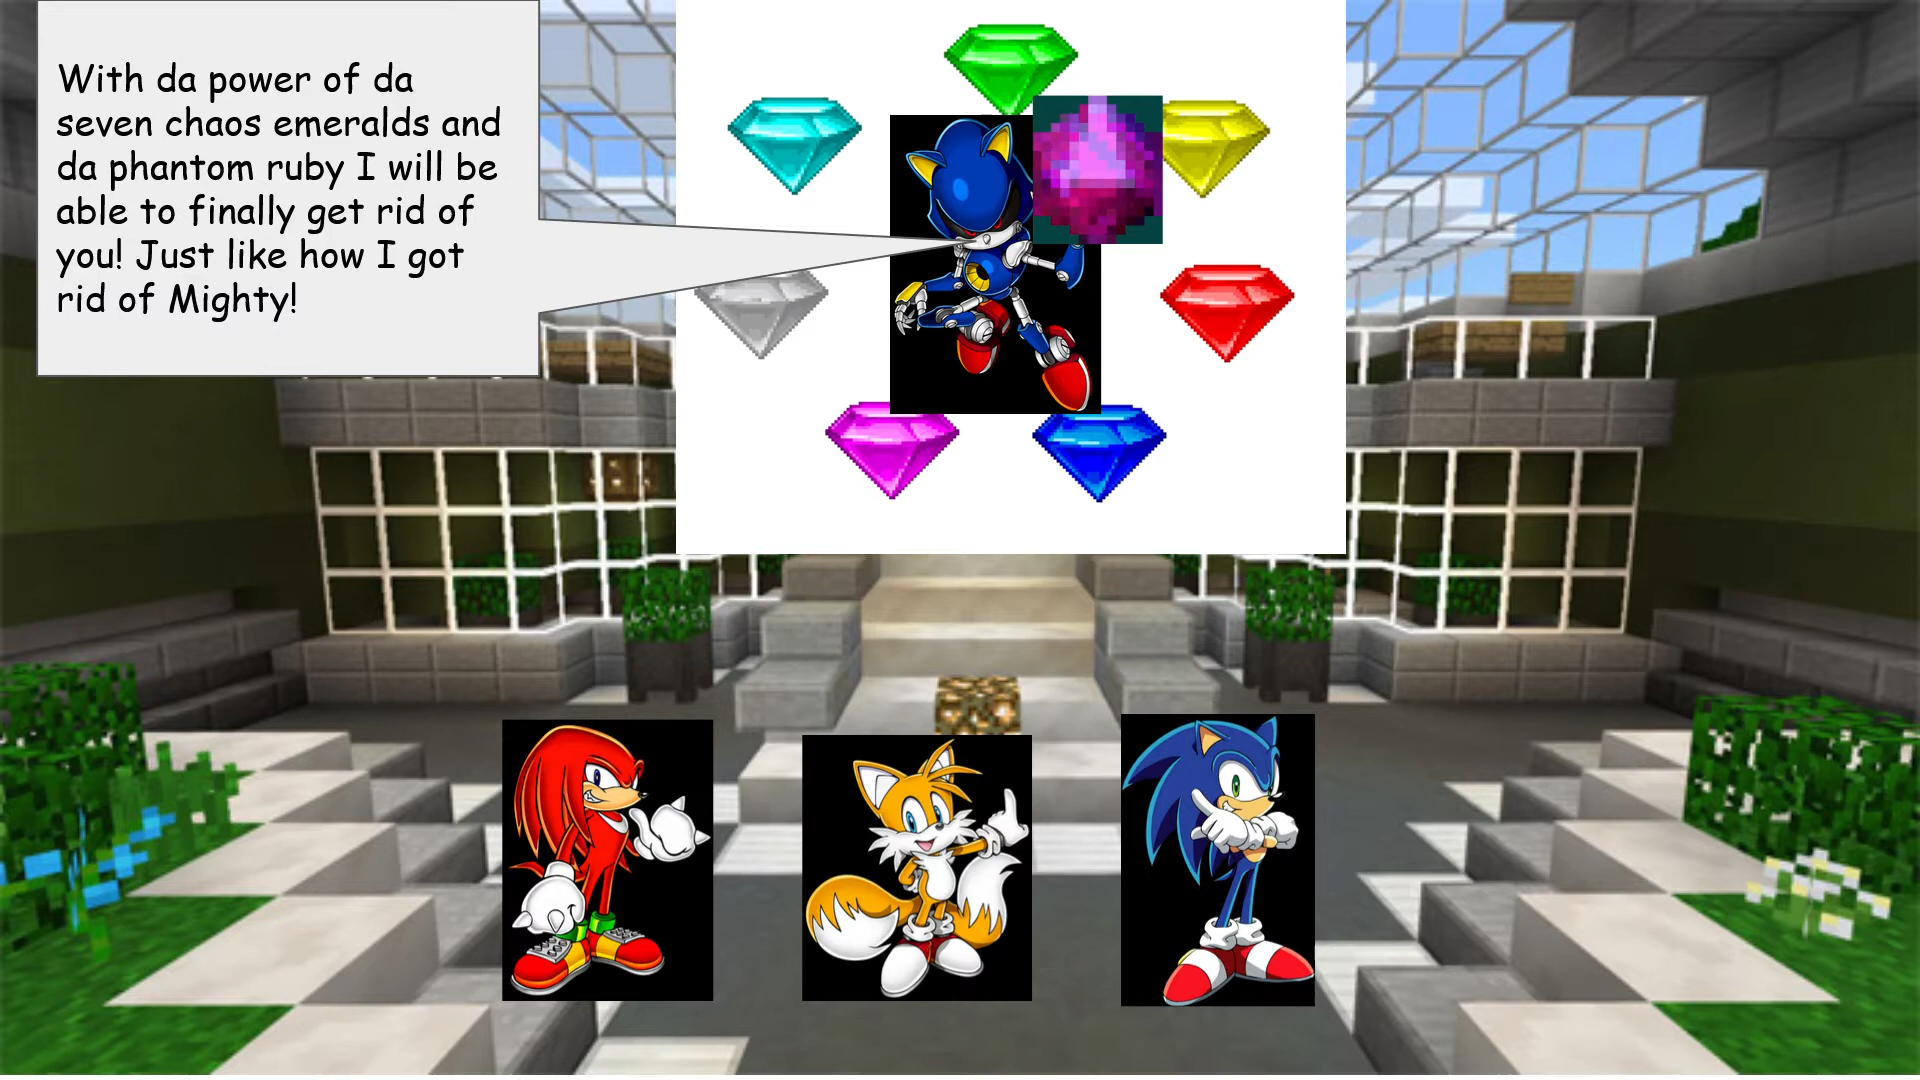 With da power of da
seven chaos emeralds and
da phantom ruby I will be
able to finally get rid of
you! Just like how I got
rid of Mighty!